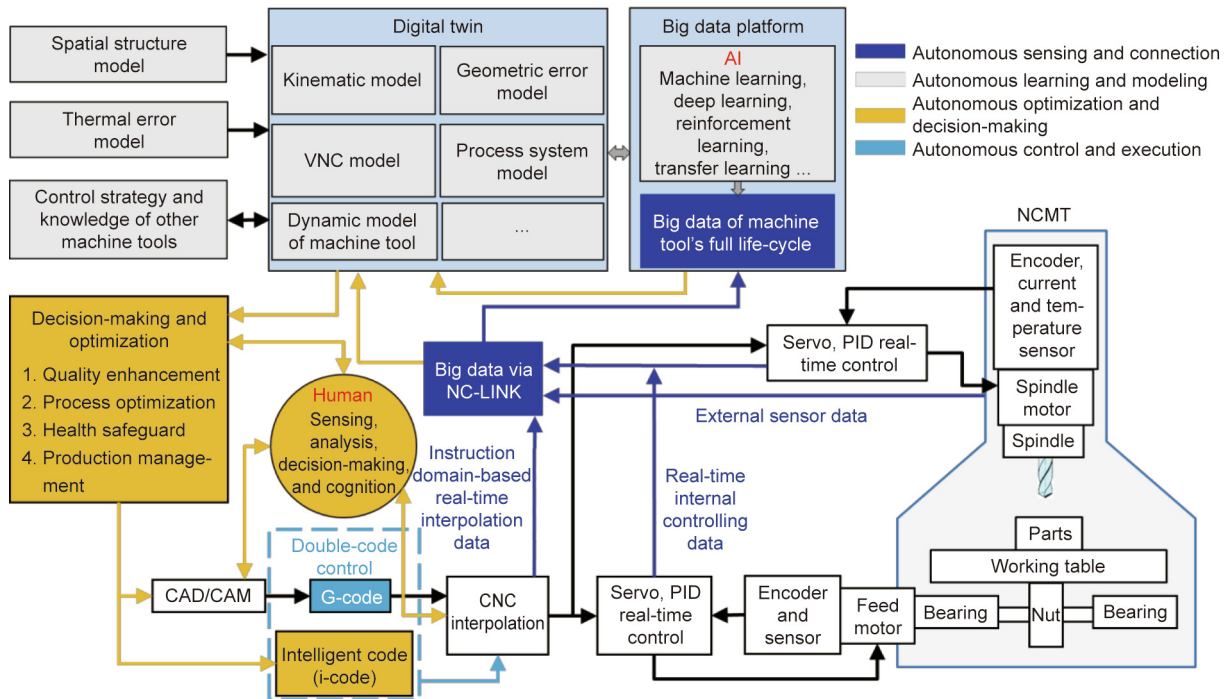 Spatial structure
model
Thermal error
model
Control strategy and
knowledge of other
machine tools
Digital twin
Kinematic model
Geometric error
model
VNC model
Process system
model
Dynamic model
of machine tool
...
Big data platform
AI
Machine learning,
deep learning,
reinforcement
learning,
transfer learning ...
Big data of machine
tool's full life-cycle
Autonomous sensing and connection
Autonomous learning and modeling
Autonomous optimization and
decision-making
Autonomous control and execution
NCMT
Encoder,
current
and tem-
perature
sensor
Spindle
motor
Spindle
Servo, PID real-
time control
Decision-making and
optimization
1. Quality enhancement
2. Process optimization
3. Health safeguard
4. Production manage-
ment
Human
Sensing,
analysis,
decision-making,
and cognition
Big data via
NC-LINK
External sensor data
Instruction
domain-based
real-time
interpolation
data
Real-time
internal
controlling
data
Double-code
control
CAD/CAM
G-code
Intelligent code
(i-code)
CNC
interpolation
Servo, PID
real-time
control
Encoder
and
sensor
Feed
motor
Parts
Working table
Bearing
Nut
Bearing